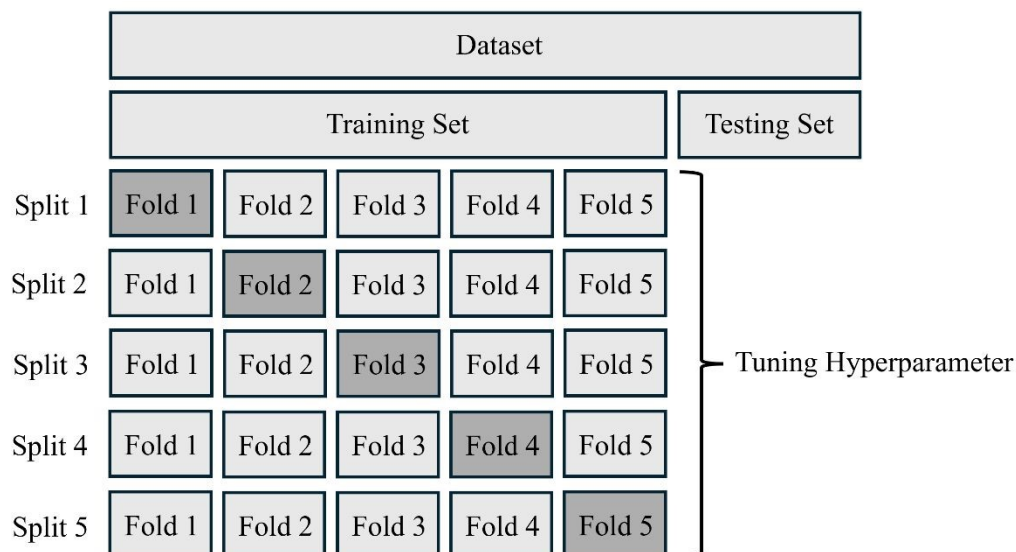 Dataset
Training Set Testing Set
Split 1 Fold 1 Fold 2 Fold 3 Fold 4 Fold 5
Split 2 Fold 1 Fold 2 Fold 3 Fold 4 Fold 5
Split 3 Fold 1 Fold 2 Fold 3 Fold 4 Fold 5 Tuning Hyperparameter
Split 4 Fold 1 Fold 2 Fold 3 Fold 4 Fold 5
Split 5 Fold 1 Fold 2 Fold 3 Fold 4 Fold 5